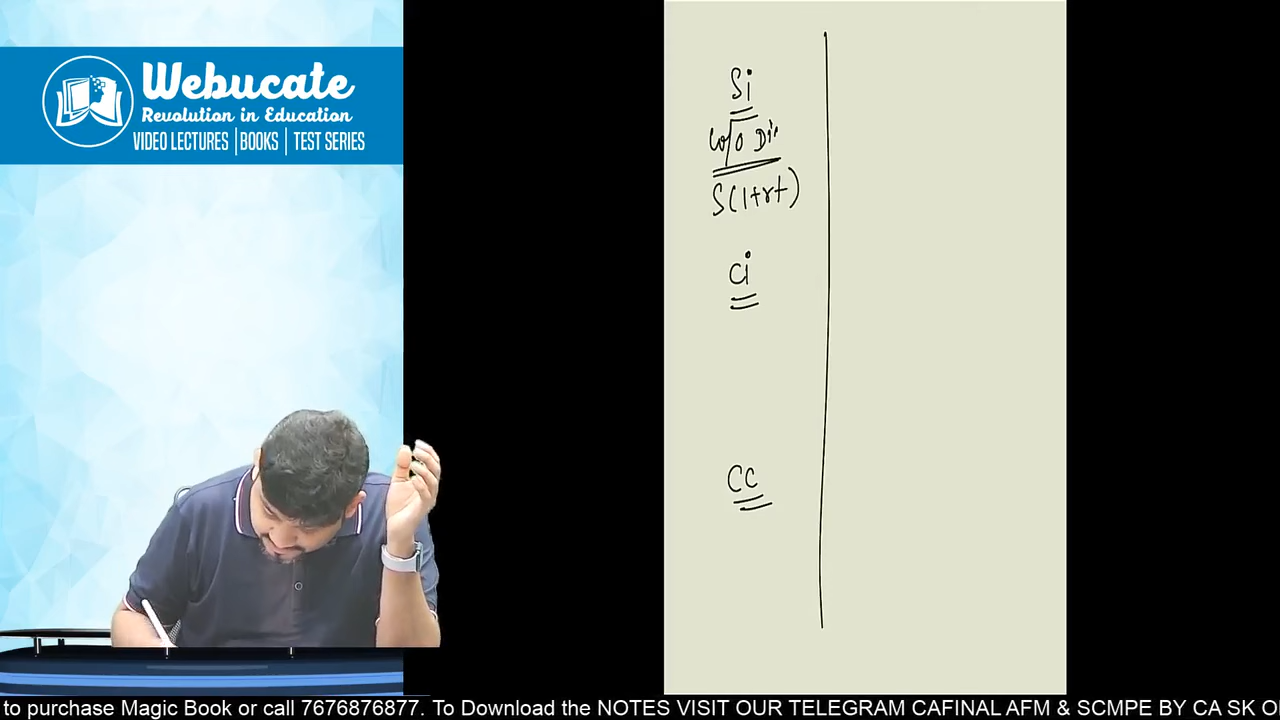 Webucate
Revolution in Education
VIDEO LECTURES | BOOKS | TEST SERIES
Si
w/o Div
S(1+rt)
Ci
CC
to purchase Magic Book or call 7676876877. To Download the NOTES VISIT OUR TELEGRAM CAFINAL AFM & SCMPE BY CA SK O